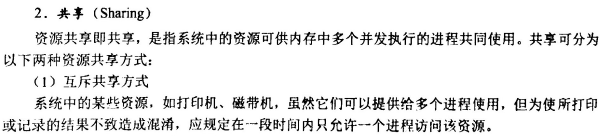 2．共享（Sharing）
资源共享即共享，是指系统中的资源可供内存中多个并发执行的进程共同使用。共享可分为
以下两种资源共享方式：
（1）互斥共享方式
系统中的某些资源，如打印机、磁带机，虽然它们可以提供给多个进程使用，但为使所打印
或记录的结果不致造成混淆，应规定在一段时间内只允许一个进程访问该资源。